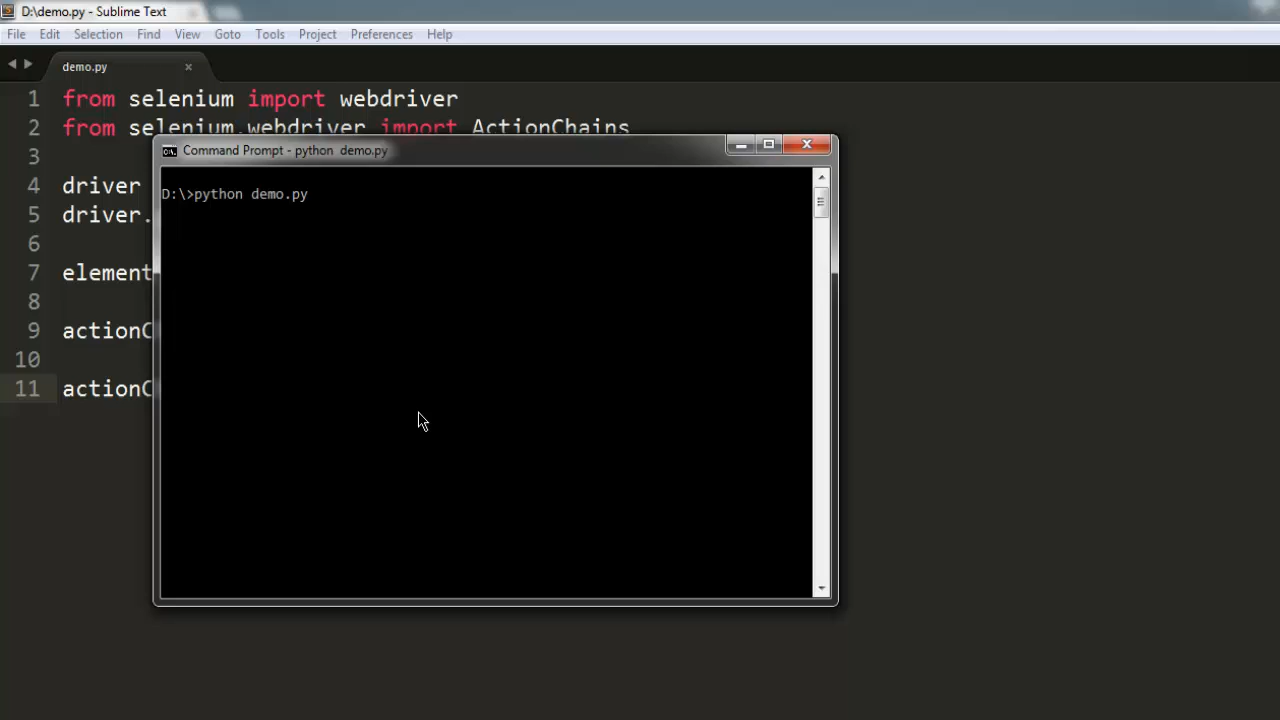 D:\demo.py - Sublime Text
File Edit Selection Find View Goto Tools Project Preferences Help
demo.py
1 from selenium import webdriver
2 from selenium.webdriver import ActionChains
3
4 driver
5 driver.
6
7 element
8
9 actionC
10
11 actionC
Command Prompt - python  demo.py
D:\>python demo.py